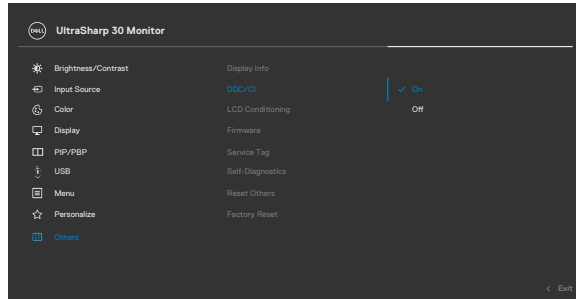 DELL UltraSharp 30 Monitor
Brightness/Contrast Display Info
Input Source DDC/CI ✓ On
Color LCD Conditioning Off
Display Firmware
PIP/PBP Service Tag
USB Self-Diagnostics
Menu Reset Others
Personalize Factory Reset
Others
< Exit